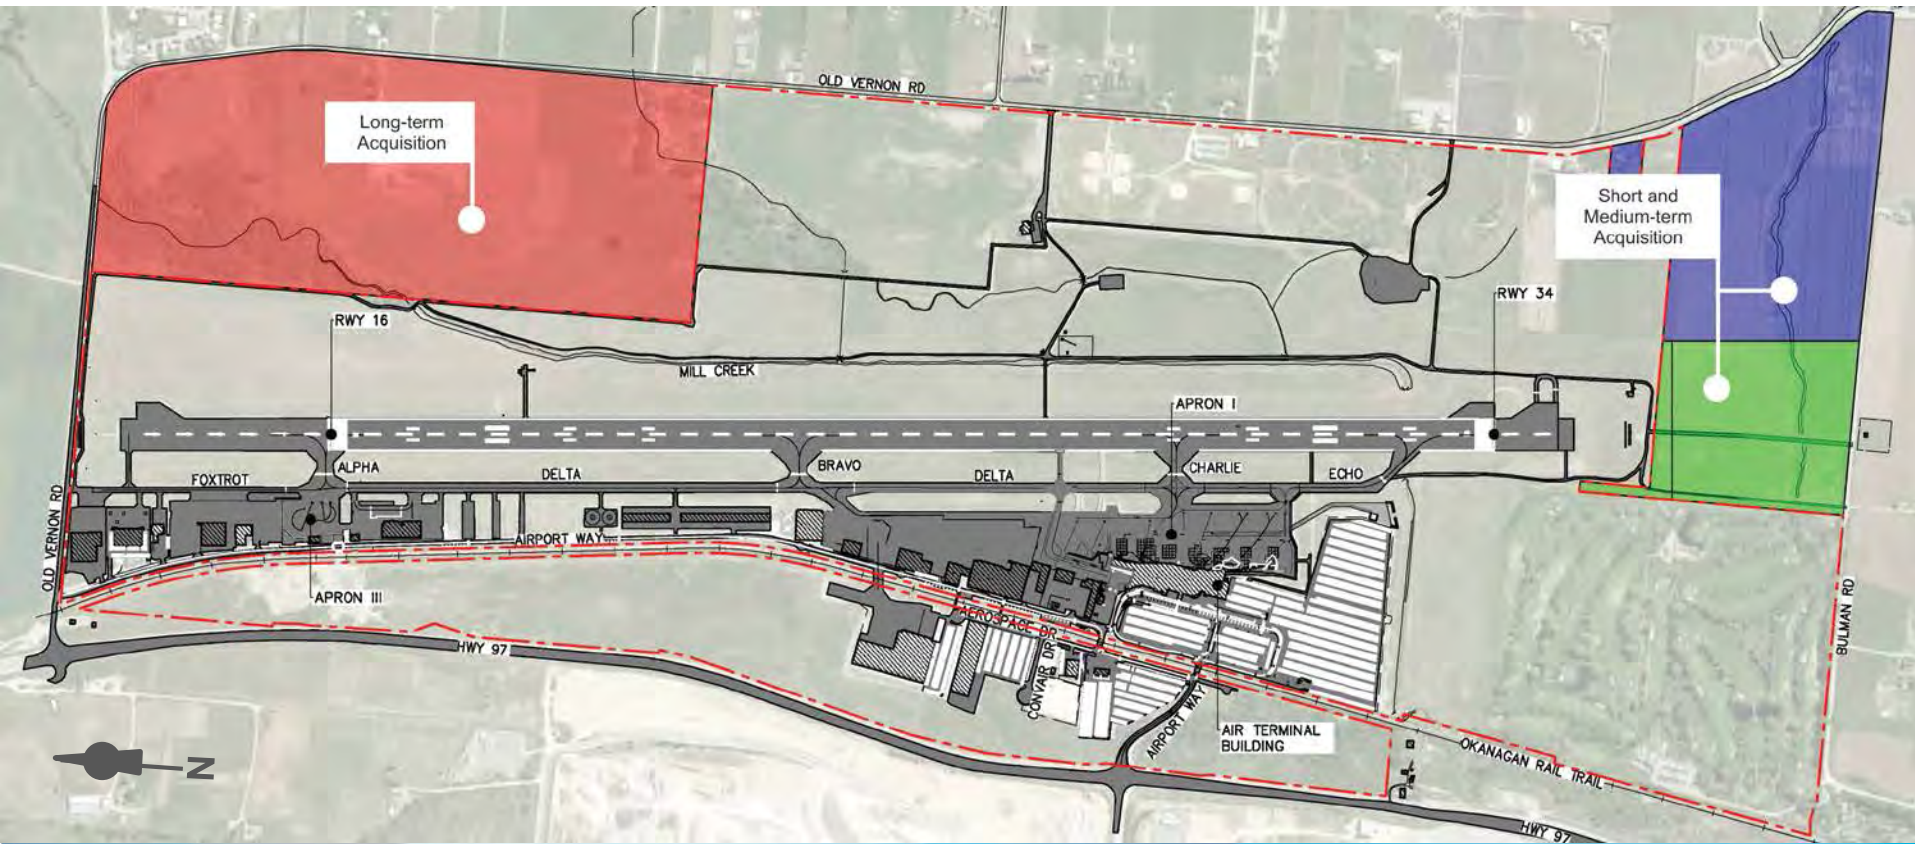 OLD VERNON RD
Long-term
Acquisition
Short and
Medium-term
Acquisition
RWY 34
RWY 16
MILL CREEK
APRON I
ALPHA
BRAVO
CHARLIE
FOXTROT
DELTA
DELTA
ECHO
OLD VERNON RD
AIRPORT WAY
APRON III
AEROSPACE DR
BULMAN RD
HWY 97
CONVAIR DR
AIRPORT WAY
AIR TERMINAL
BUILDING
OKANAGAN RAIL TRAIL
N
HWY 97